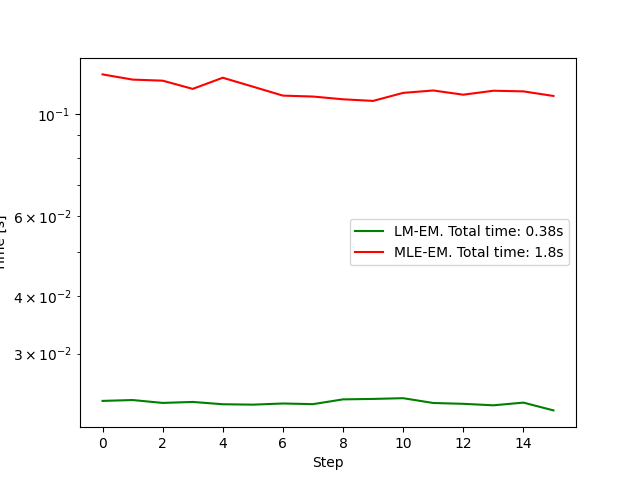 10⁻¹
6 × 10⁻²
4 × 10⁻²
3 × 10⁻²
Time [s]
LM-EM. Total time: 0.38s
MLE-EM. Total time: 1.8s
0 2 4 6 8 10 12 14
Step